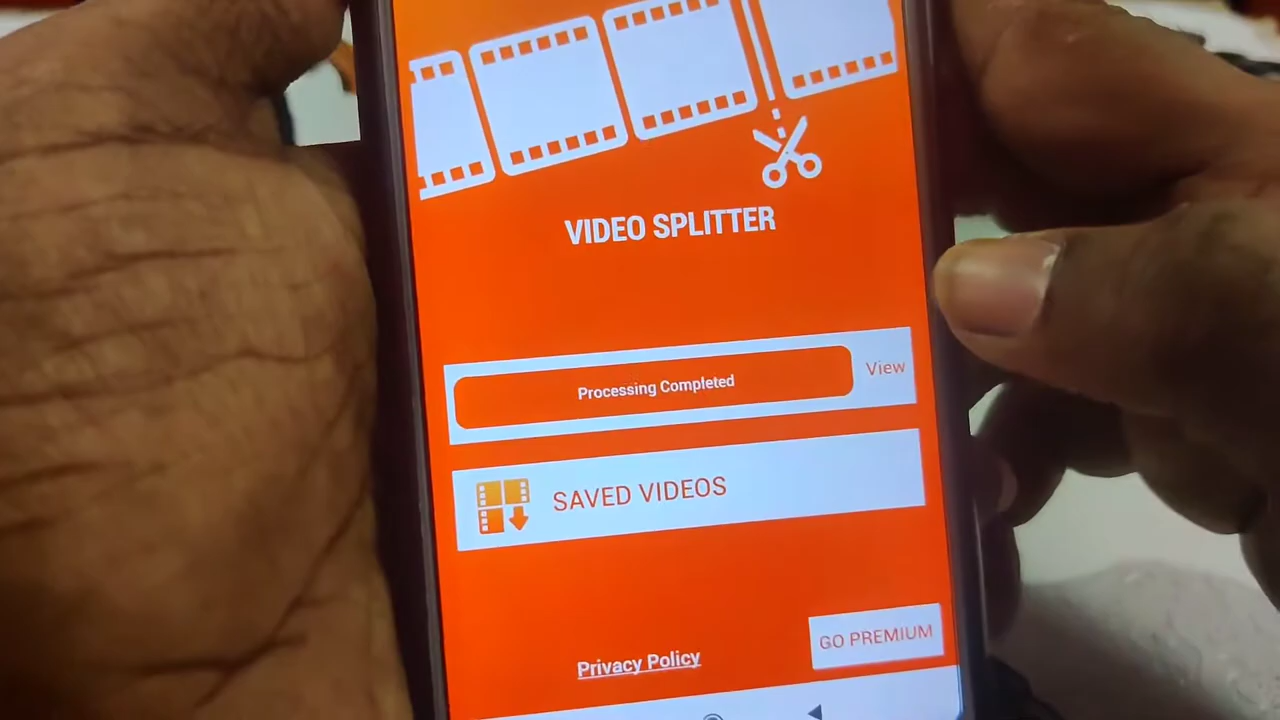 VIDEO SPLITTER
Processing Completed
View
SAVED VIDEOS
GO PREMIUM
Privacy Policy